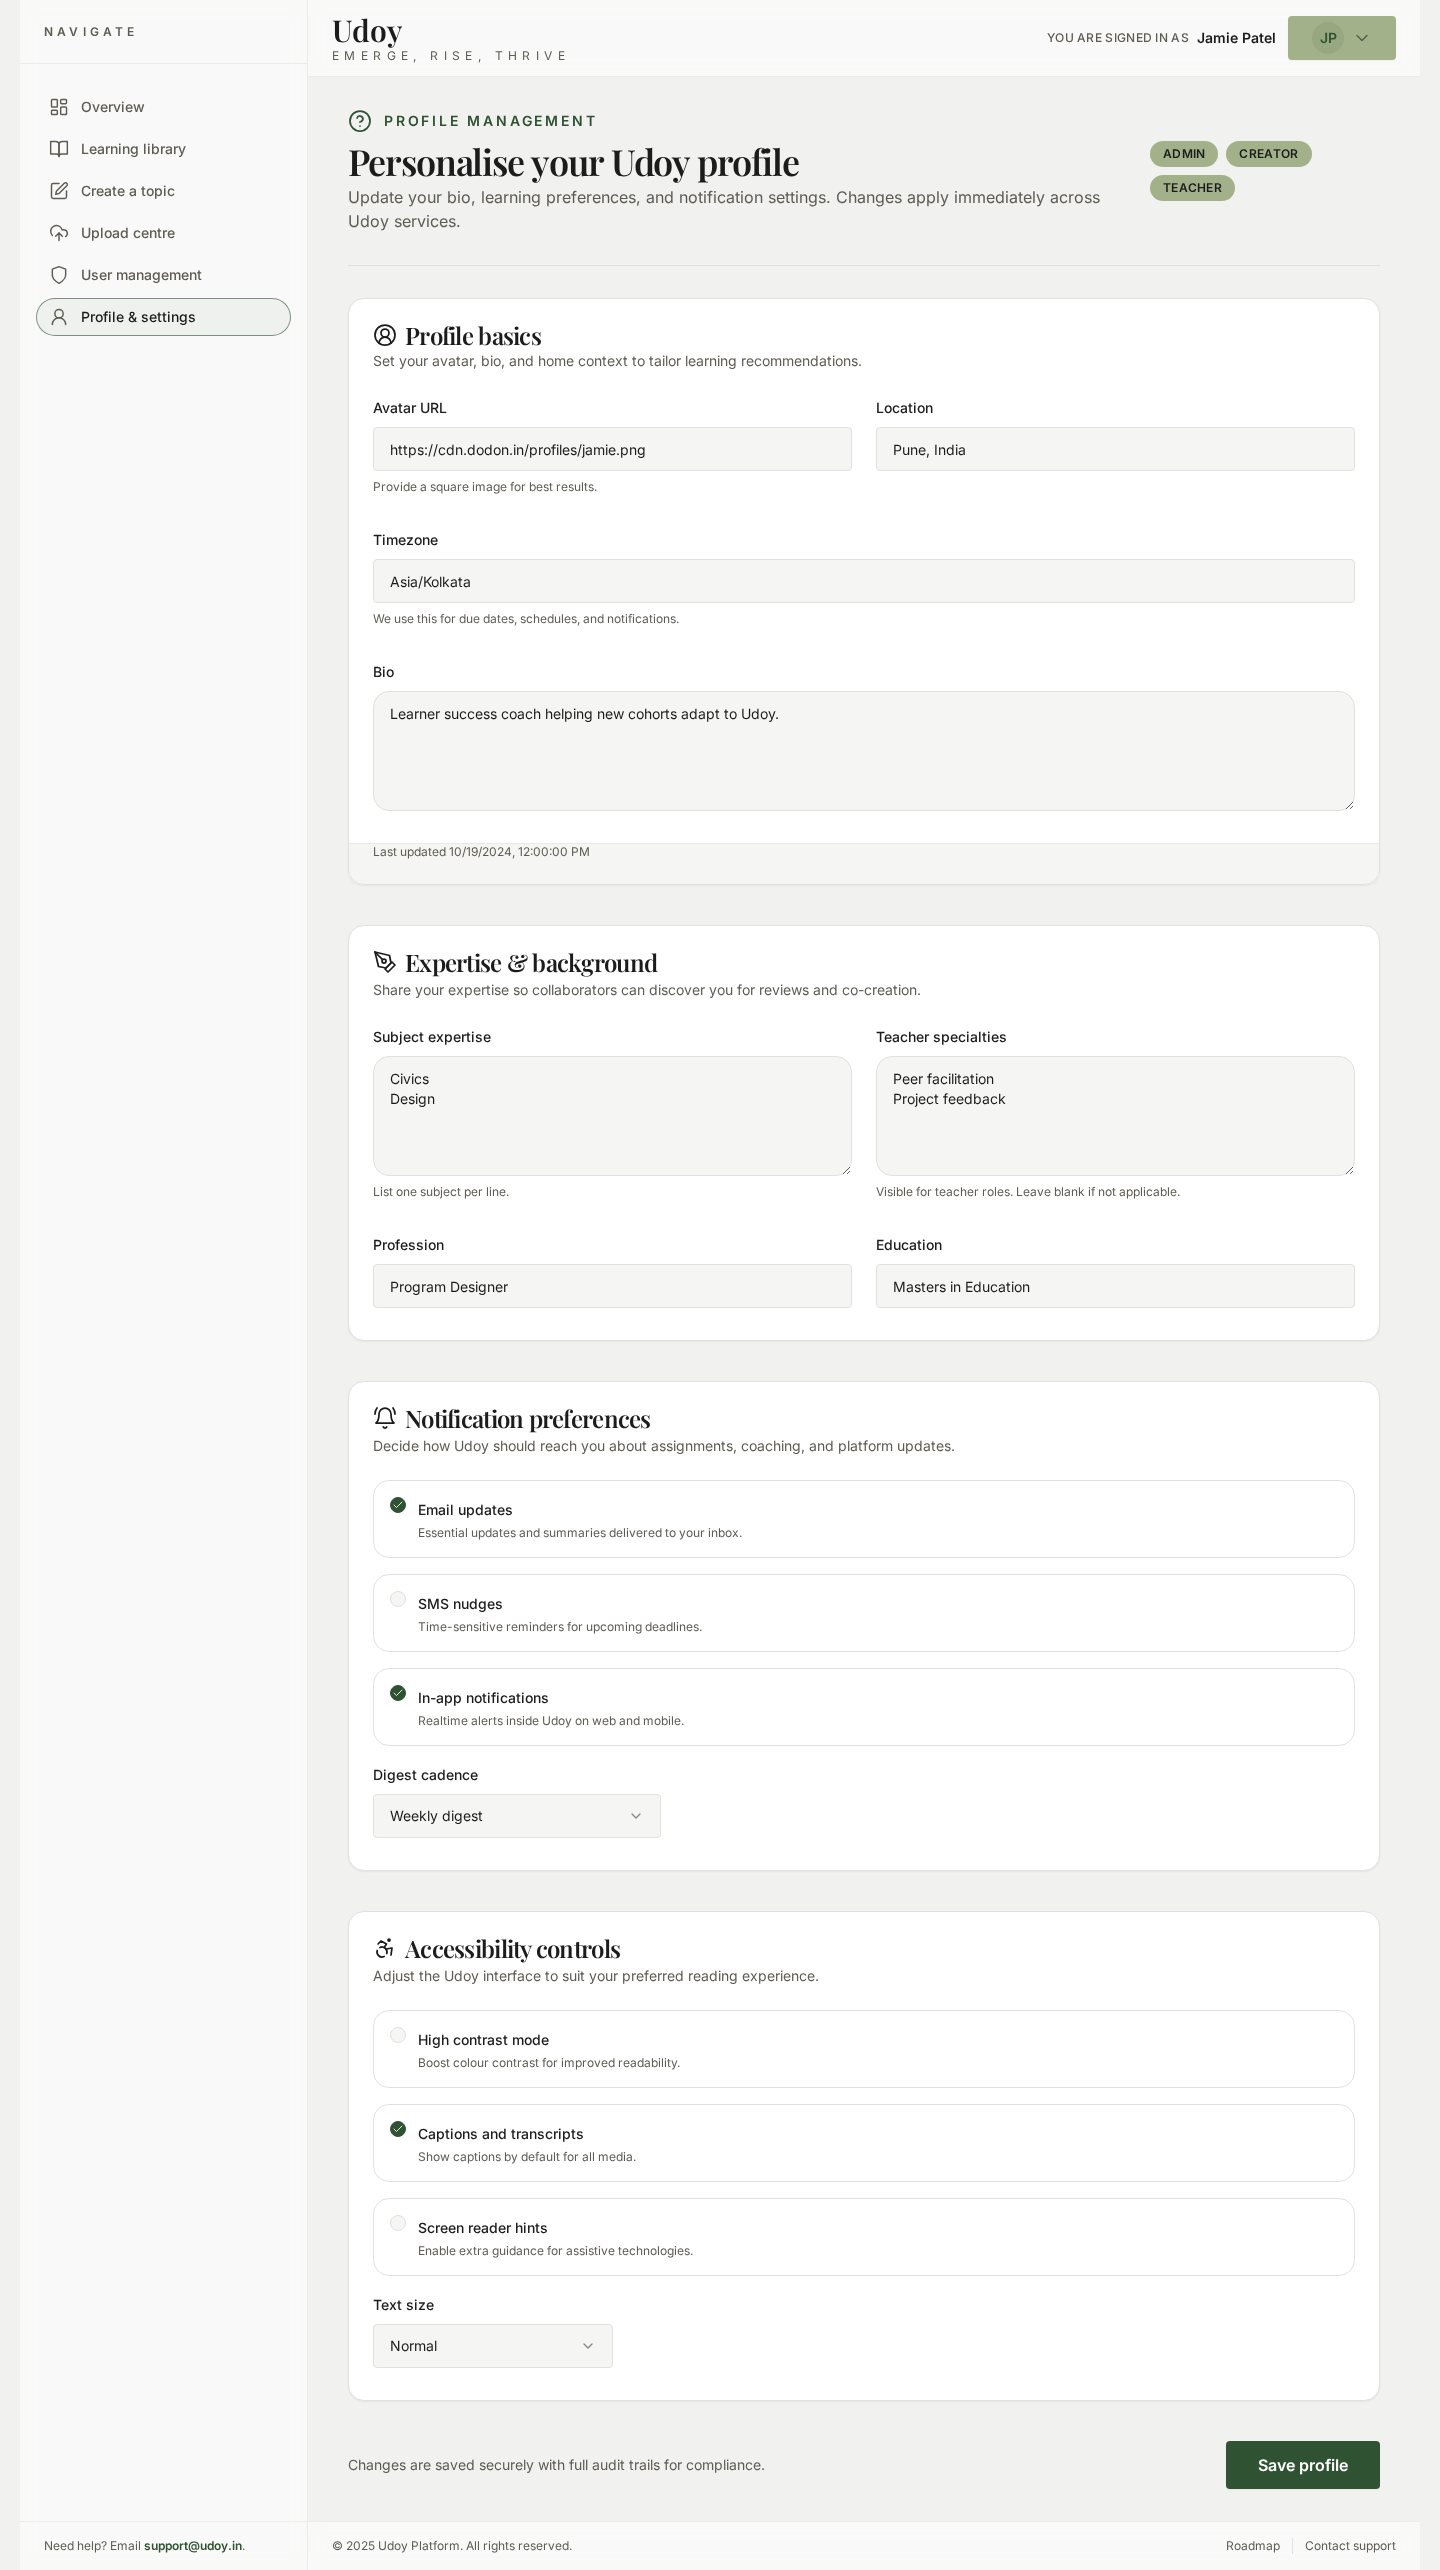 NAVIGATE
Overview
Learning library
Create a topic
Upload centre
User management
Profile & settings
Udoy
EMERGE, RISE, THRIVE
YOU ARE SIGNED IN AS Jamie Patel JP
PROFILE MANAGEMENT
Personalise your Udoy profile
Update your bio, learning preferences, and notification settings. Changes apply immediately across
Udoy services.
ADMIN CREATOR
TEACHER
Profile basics
Set your avatar, bio, and home context to tailor learning recommendations.
Avatar URL
https://cdn.dodon.in/profiles/jamie.png
Provide a square image for best results.
Location
Pune, India
Timezone
Asia/Kolkata
We use this for due dates, schedules, and notifications.
Bio
Learner success coach helping new cohorts adapt to Udoy.
Last updated 10/19/2024, 12:00:00 PM
Expertise & background
Share your expertise so collaborators can discover you for reviews and co-creation.
Subject expertise
Civics
Design
List one subject per line.
Teacher specialties
Peer facilitation
Project feedback
Visible for teacher roles. Leave blank if not applicable.
Profession
Program Designer
Education
Masters in Education
Notification preferences
Decide how Udoy should reach you about assignments, coaching, and platform updates.
Email updates
Essential updates and summaries delivered to your inbox.
SMS nudges
Time-sensitive reminders for upcoming deadlines.
In-app notifications
Realtime alerts inside Udoy on web and mobile.
Digest cadence
Weekly digest
Accessibility controls
Adjust the Udoy interface to suit your preferred reading experience.
High contrast mode
Boost colour contrast for improved readability.
Captions and transcripts
Show captions by default for all media.
Screen reader hints
Enable extra guidance for assistive technologies.
Text size
Normal
Changes are saved securely with full audit trails for compliance.
Save profile
Need help? Email support@udoy.in.
© 2025 Udoy Platform. All rights reserved.
Roadmap
Contact support